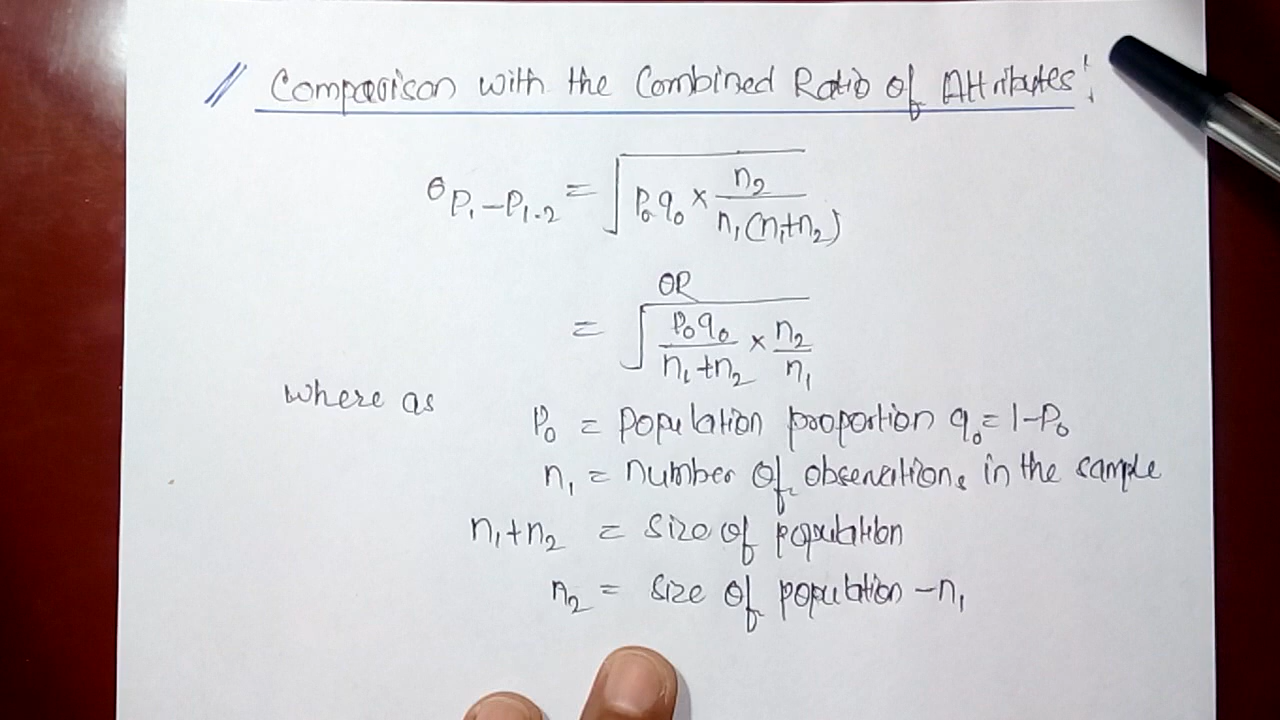 // Comparison with the Combined Ratio of Attributes:
σP₁−P₁.₂ = √(P₀q₀ × n₂ / n₁(n₁+n₂))
OR
= √(P₀q₀ / n₁+n₂ × n₂ / n₁)
where as
P₀ = Population proportion q₀ = 1−P₀
n₁ = number of observations in the sample
n₁+n₂ = Size of population
n₂ = size of population −n₁